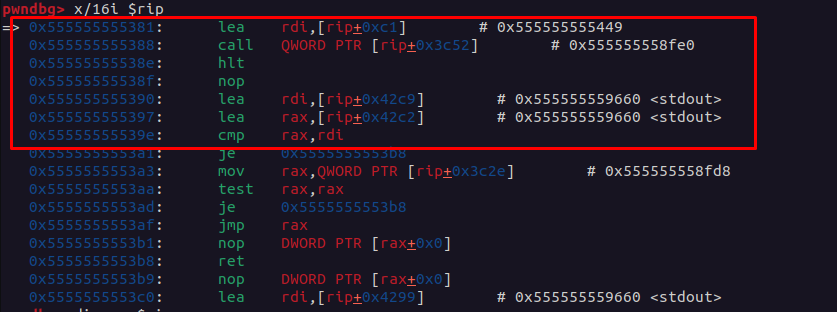 pwndbg> x/16i $rip
=> 0x555555555381: lea rdi,[rip+0xc1] # 0x555555555449
0x555555555388: call QWORD PTR [rip+0x3c52] # 0x555555558fe0
0x55555555538e: hlt
0x55555555538f: nop
0x555555555390: lea rdi,[rip+0x42c9] # 0x555555559660 <stdout>
0x555555555397: lea rax,[rip+0x42c2] # 0x555555559660 <stdout>
0x55555555539e: cmp rax,rdi
0x5555555553a1: je 0x5555555553b8
0x5555555553a3: mov rax,QWORD PTR [rip+0x3c2e] # 0x555555558fd8
0x5555555553aa: test rax,rax
0x5555555553ad: je 0x5555555553b8
0x5555555553af: jmp rax
0x5555555553b1: nop DWORD PTR [rax+0x0]
0x5555555553b8: ret
0x5555555553b9: nop DWORD PTR [rax+0x0]
0x5555555553c0: lea rdi,[rip+0x4299] # 0x555555559660 <stdout>